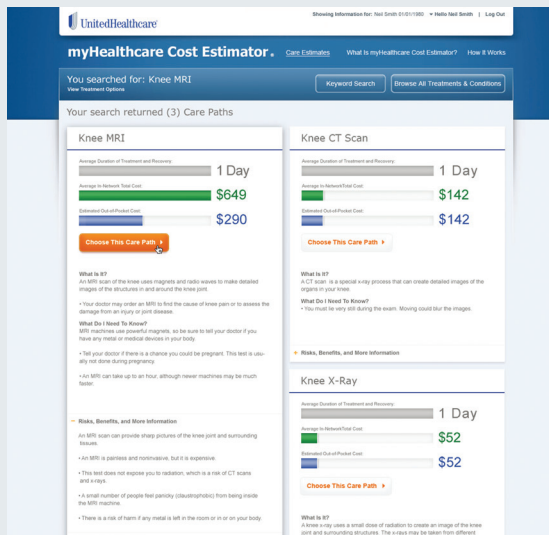 UnitedHealthcare
Showing Information for: Neil Smith 01/01/1960 Hello Neil Smith | Log Out
myHealthcare Cost Estimator.
Care Estimates What Is myHealthcare Cost Estimator? How It Works
You searched for: Knee MRI
View Treatment Options
Keyword Search
Browse All Treatments & Conditions
Your search returned (3) Care Paths
Knee MRI
Average Duration of Treatment and Recovery:
1 Day
Average In-Network Total Cost:
$649
Estimated Out-of-Pocket Cost:
$290
Choose This Care Path
What Is It?
An MRI scan of the knee uses magnets and radio waves to make detailed
images of the structures in and around the knee joint.
• Your doctor may order an MRI to find the cause of knee pain or to assess the
damage from an injury or joint disease.
What Do I Need To Know?
MRI machines use powerful magnets, so be sure to tell your doctor if you
have any metal or medical devices in your body.
• Tell your doctor if there is a chance you could be pregnant. This test is usu-
ally not done during pregnancy.
• An MRI can take up to an hour, although newer machines may be much
faster.
Risks, Benefits, and More Information
An MRI scan can provide sharp pictures of the knee joint and surrounding
tissues.
• An MRI is painless and noninvasive, but it is expensive.
• This test does not expose you to radiation, which is a risk of CT scans
and x-rays.
• A small number of people feel panicky (claustrophobic) from being inside
the MRI machine.
• There is a risk of harm if any metal is left in the room or in or on your body.
Knee CT Scan
Average Duration of Treatment and Recovery:
1 Day
Average In-NetworkTotal Cost:
$142
Estimated Out-of-Pocket Cost:
$142
Choose This Care Path
What Is It?
A CT scan is a special x-ray process that can create detailed images of the
organs in your knee.
What Do I Need To Know?
• You must be very still during the exam. Moving could blur the images.
+ Risks, Benefits, and More Information
Knee X-Ray
Average Duration of Treatment and Recovery:
1 Day
Average In-NetworkTotal Cost:
$52
Estimated Out-of-Pocket Cost:
$52
Choose This Care Path
What Is It?
A knee x-ray uses a small dose of radiation to create an image of the knee
joint and surrounding structures. The x-rays may be taken from different